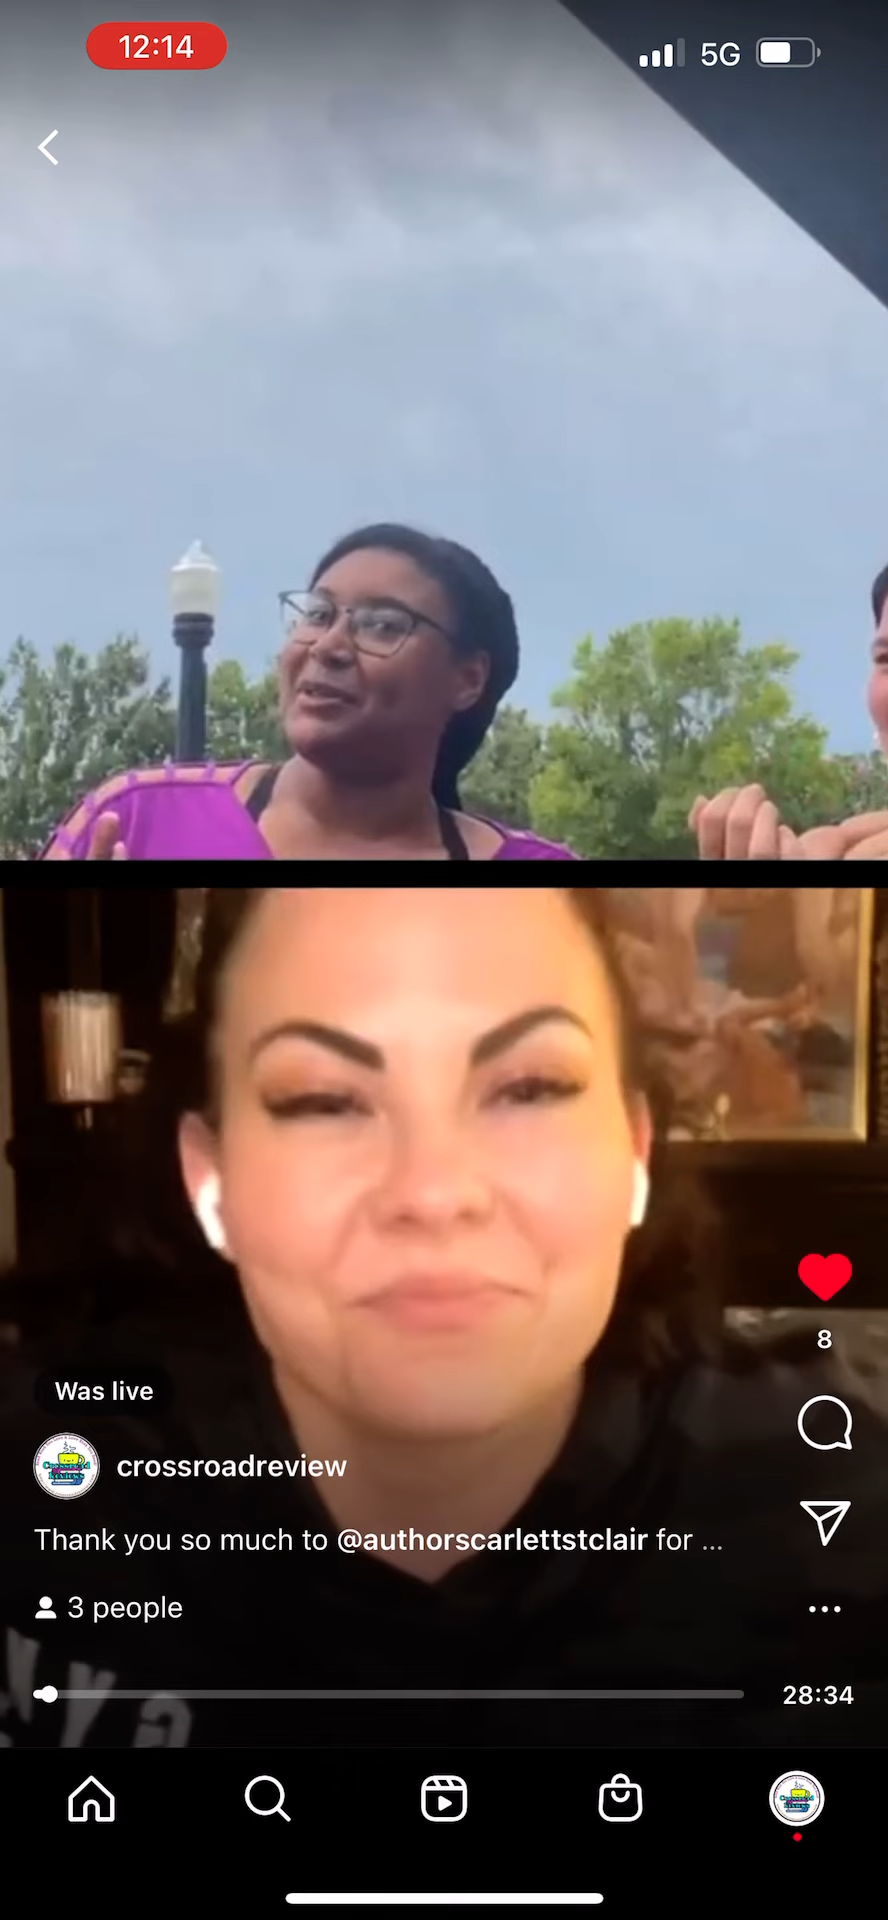 12:14
5G
8
Was live
crossroadreview
Thank you so much to @authorscarlettstclair for ...
3 people
28:34